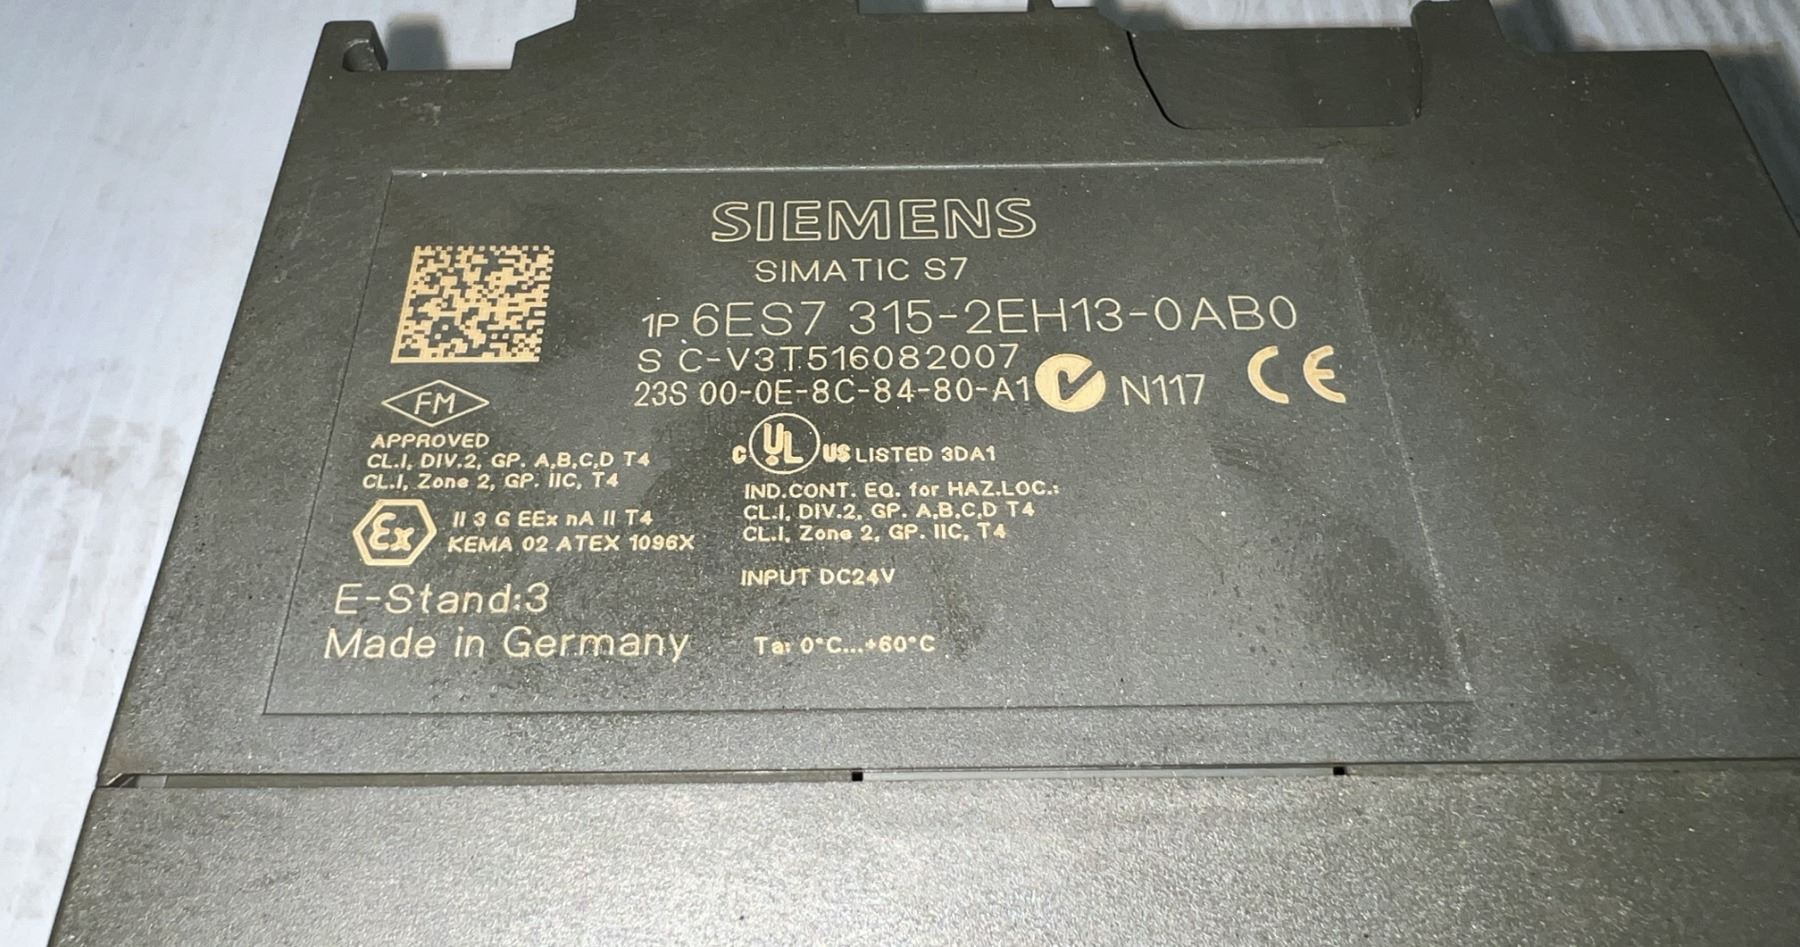 SIEMENS
SIMATIC S7
1P 6ES7 315-2EH13-0AB0
S C-V3T516082007
23S 00-0E-8C-84-80-A1 N117 CE
FM
APPROVED
CL.I, DIV.2, GP. A,B,C,D T4
CL.I, Zone 2, GP. IIC, T4
Ex II 3 G EEx nA II T4
KEMA 02 ATEX 1096X
E-Stand:3
Made in Germany
C UL US LISTED 3DA1
IND.CONT. EQ. for HAZ.LOC.:
CL.I, DIV.2, GP. A,B,C,D T4
CL.I, Zone 2, GP. IIC, T4
INPUT DC24V
Ta: 0°C...+60°C